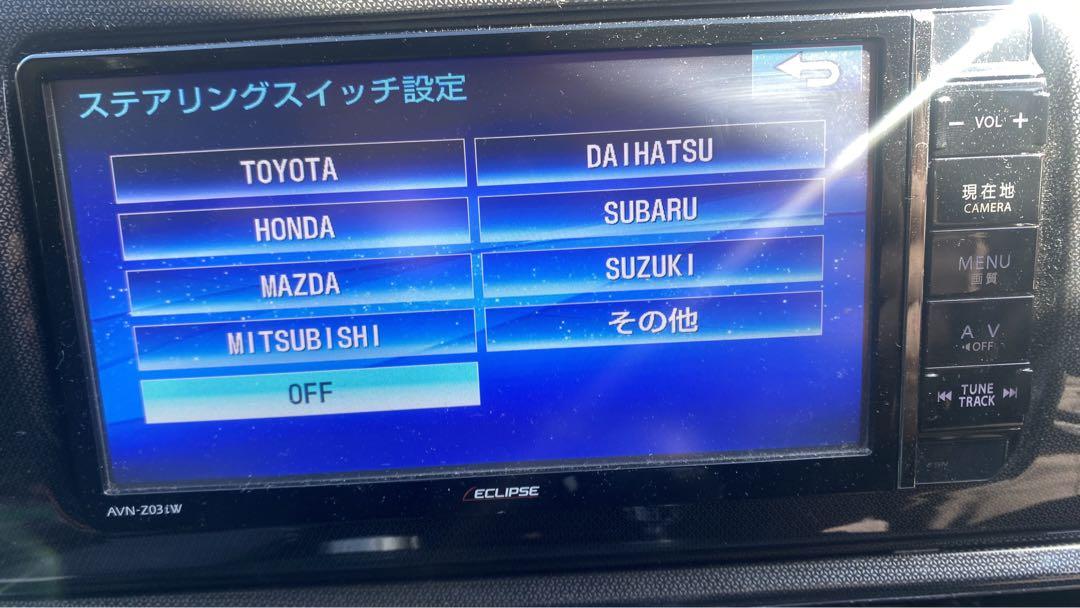 ステアリングスイッチ設定
TOYOTA
DAIHATSU
HONDA
SUBARU
MAZDA
SUZUKI
MITSUBISHI
その他
OFF
− VOL +
現在地
CAMERA
MENU
画質
A V
OFF
TUNE
TRACK
AVN-Z03iW
ECLIPSE